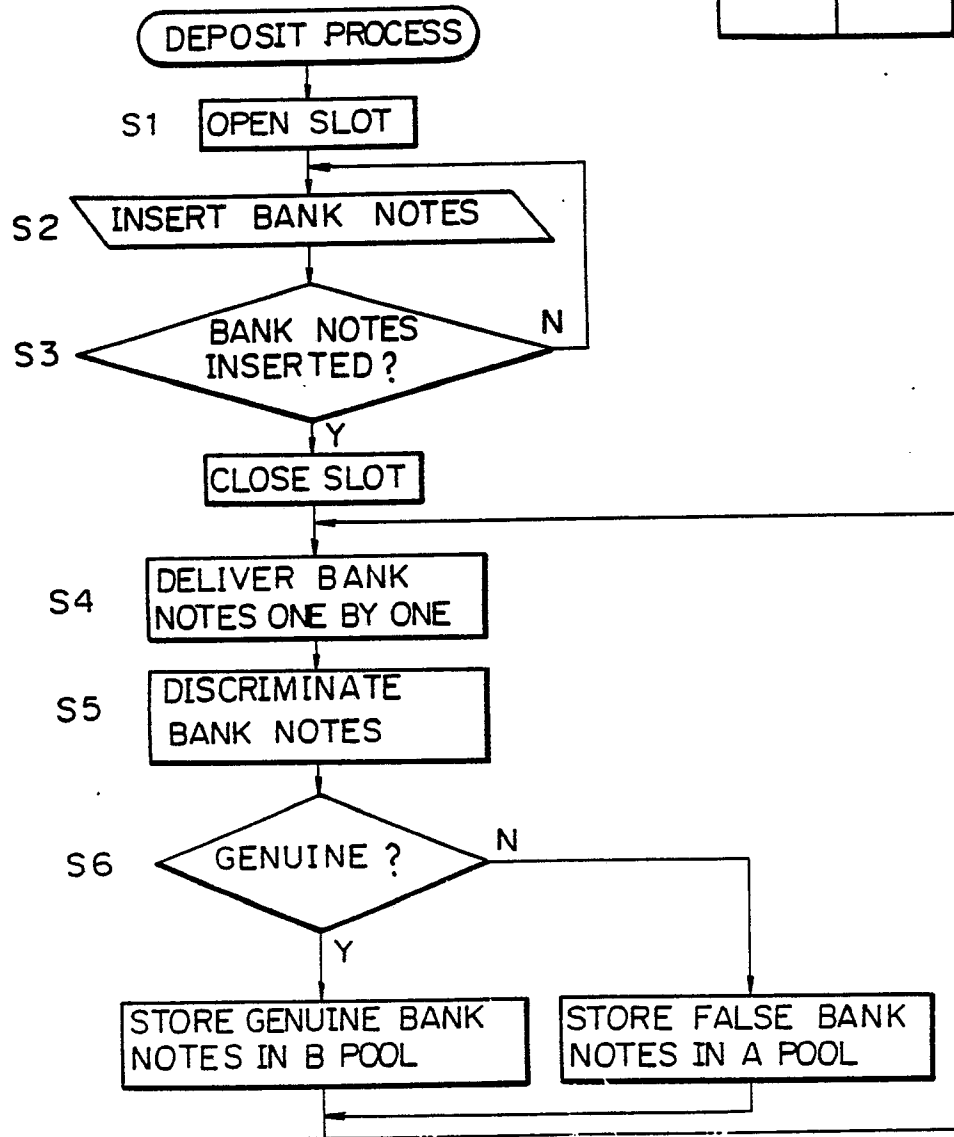 DEPOSIT PROCESS
S1
OPEN SLOT
S2
INSERT BANK NOTES
S3
BANK NOTES
INSERTED?
N
Y
CLOSE SLOT
S4
DELIVER BANK
NOTES ONE BY ONE
S5
DISCRIMINATE
BANK NOTES
S6
GENUINE?
N
Y
STORE GENUINE BANK
NOTES IN B POOL
STORE FALSE BANK
NOTES IN A POOL